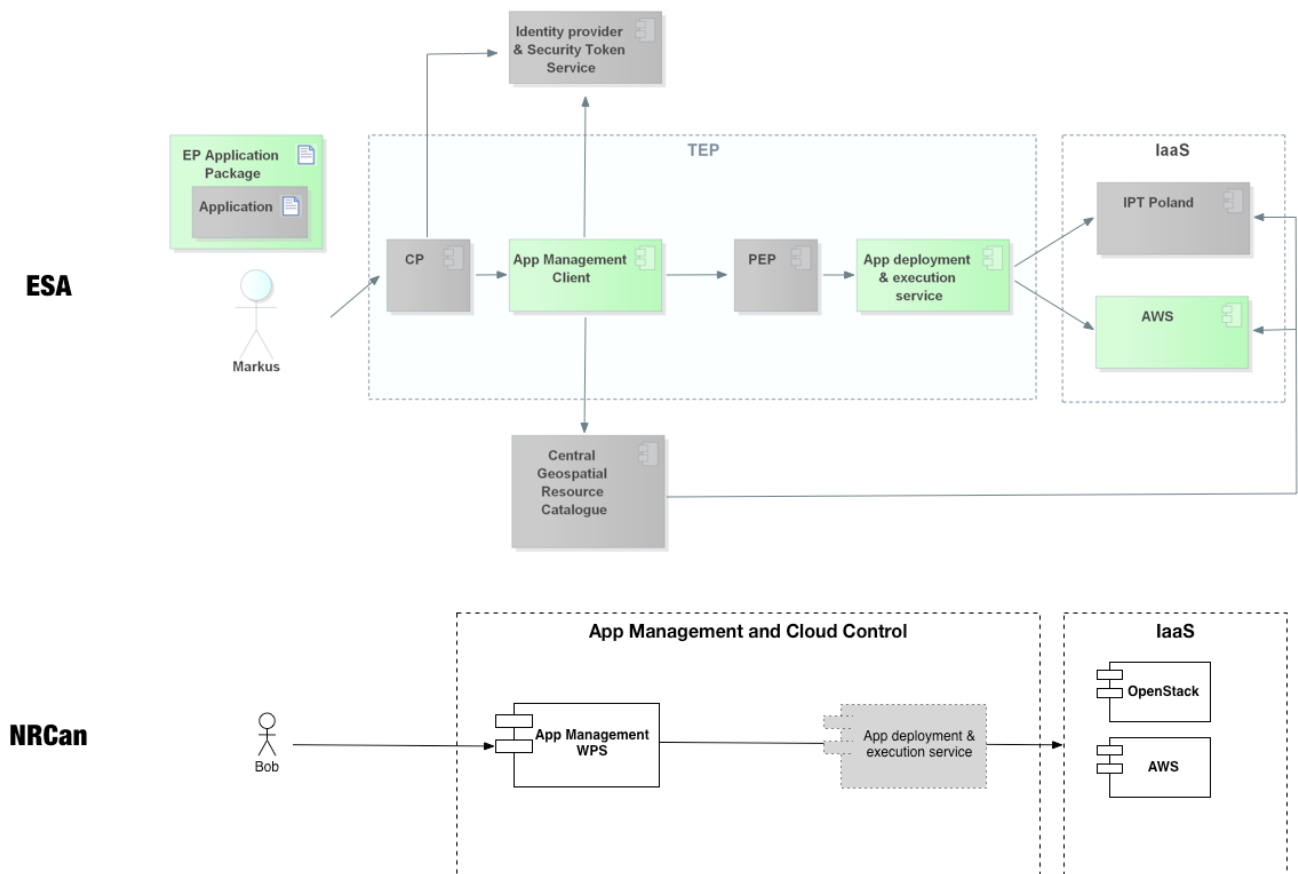 Identity provider
& Security Token
Service
TEP
IaaS
EP Application
Package
Application
IPT Poland
CP
App Management
Client
PEP
App deployment
& execution
service
ESA
AWS
Markus
Central
Geospatial
Resource
Catalogue
App Management and Cloud Control
IaaS
OpenStack
NRCan
Bob
App Management
WPS
App deployment &
execution service
AWS